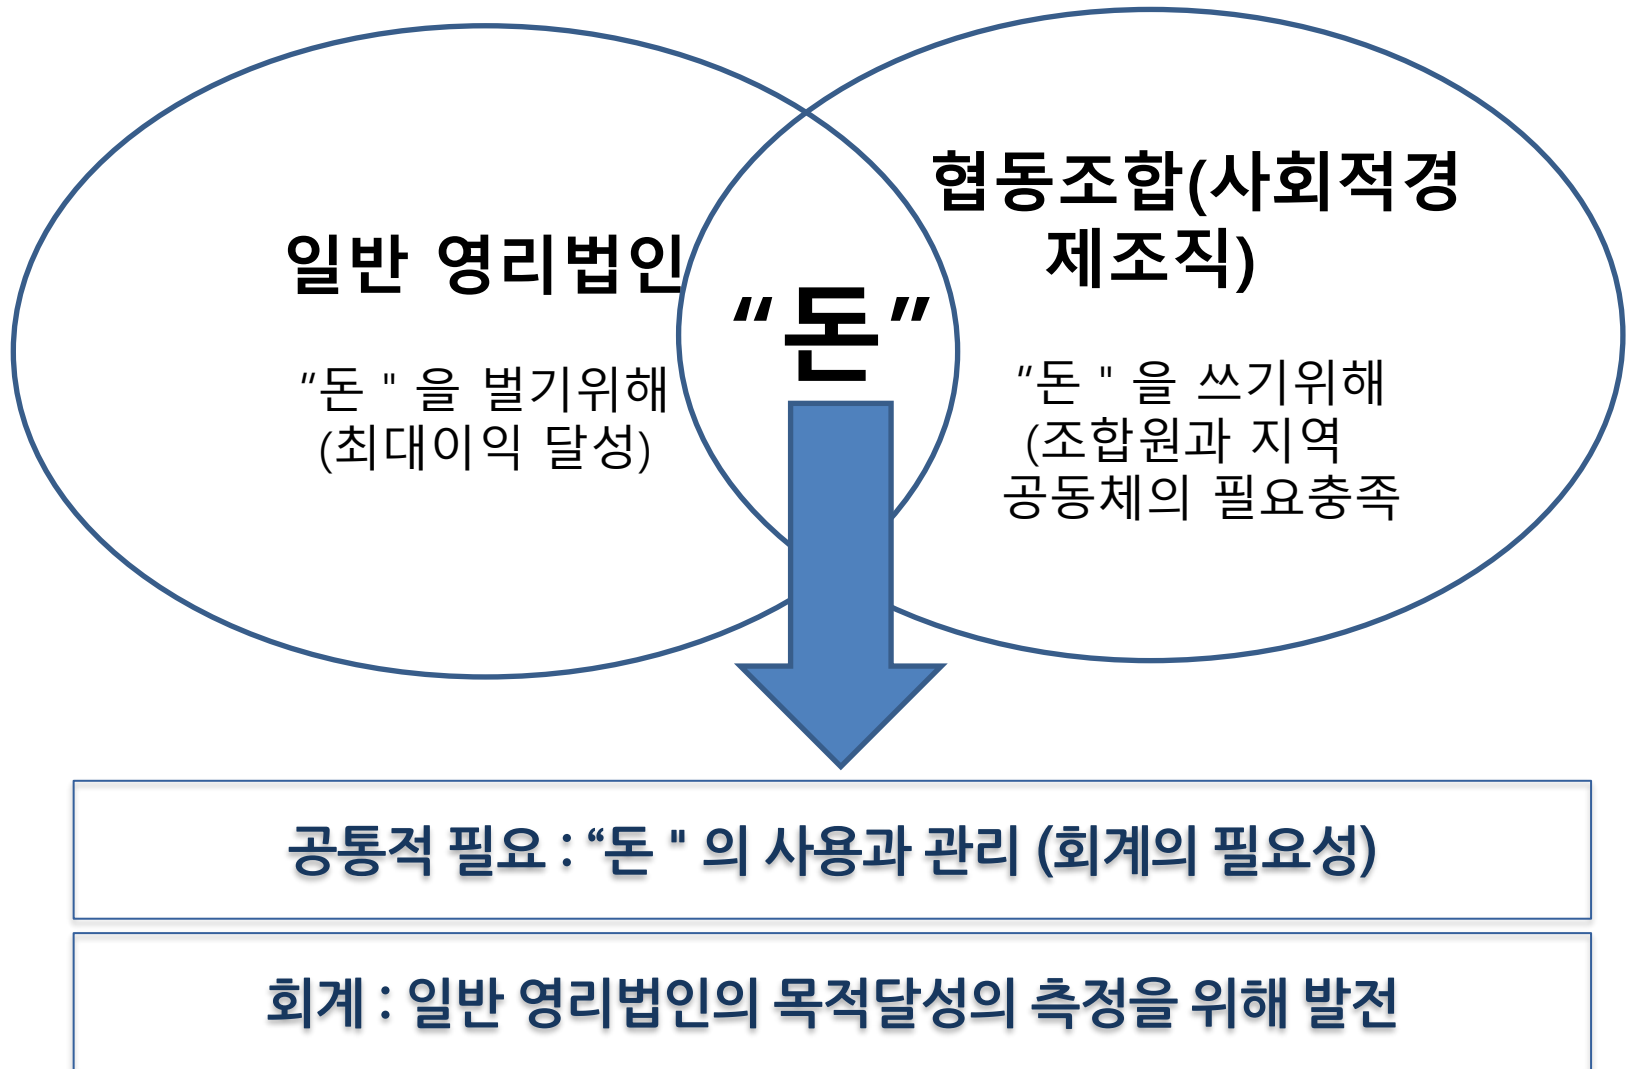 일반 영리법인
“돈 " 을 벌기위해
(최대이익 달성)
“돈”
협동조합(사회적경
제조직)
“돈 " 을 쓰기위해
(조합원과 지역
공동체의 필요충족
공통적 필요 : “돈 " 의 사용과 관리 (회계의 필요성)
회계 : 일반 영리법인의 목적달성의 측정을 위해 발전